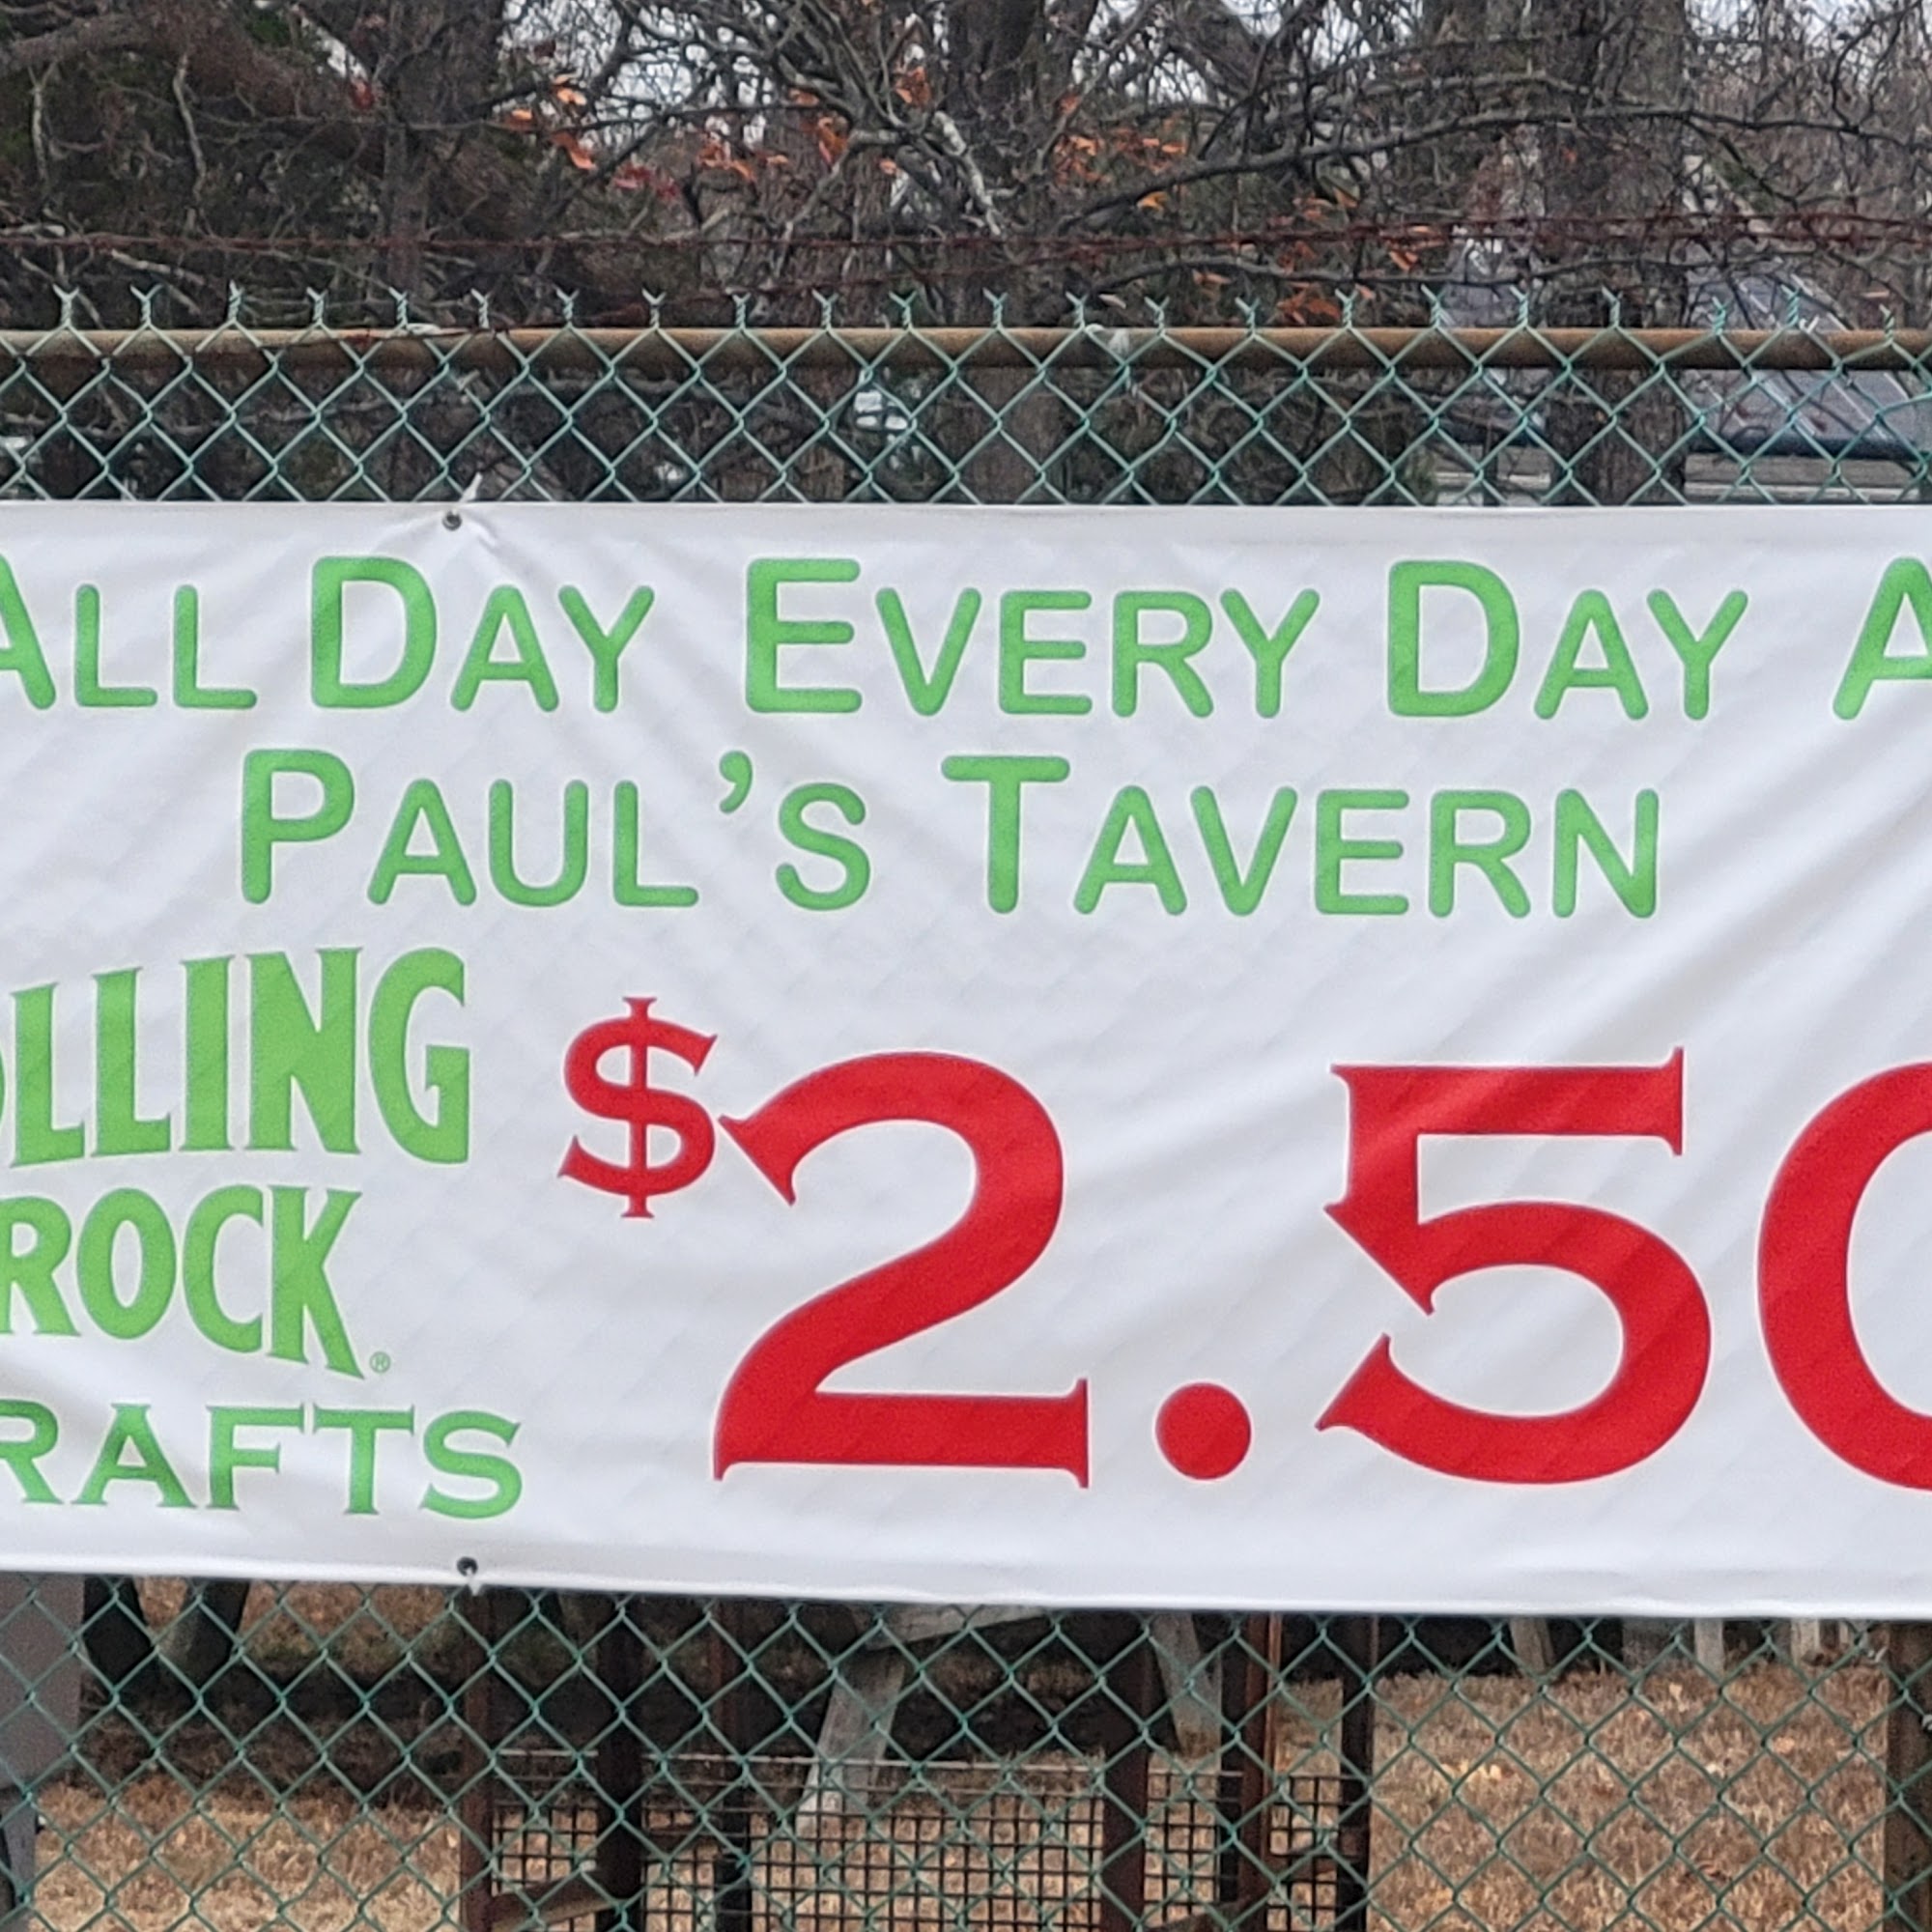 ALL DAY EVERY DAY A
PAUL'S TAVERN
OLLING
ROCK®
RAFTS
$2.50